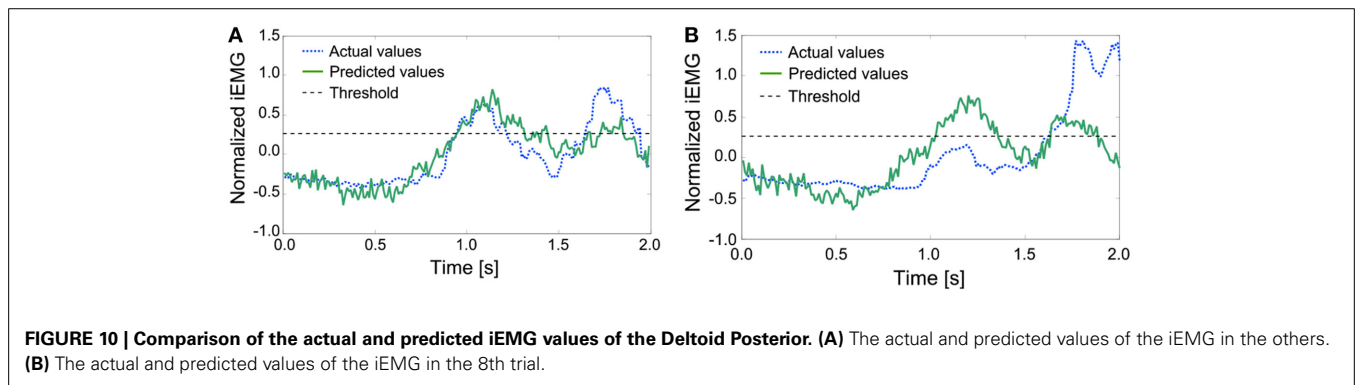 A
B
Normalized iEMG
1.5
1.0
0.5
0.0
-0.5
-1.0
Actual values
Predicted values
Threshold
0.0 0.5 1.0 1.5 2.0
Time [s]
Normalized iEMG
1.5
1.0
0.5
0.0
-0.5
-1.0
Actual values
Predicted values
Threshold
0.0 0.5 1.0 1.5 2.0
Time [s]
FIGURE 10 | Comparison of the actual and predicted iEMG values of the Deltoid Posterior. (A) The actual and predicted values of the iEMG in the others.
(B) The actual and predicted values of the iEMG in the 8th trial.